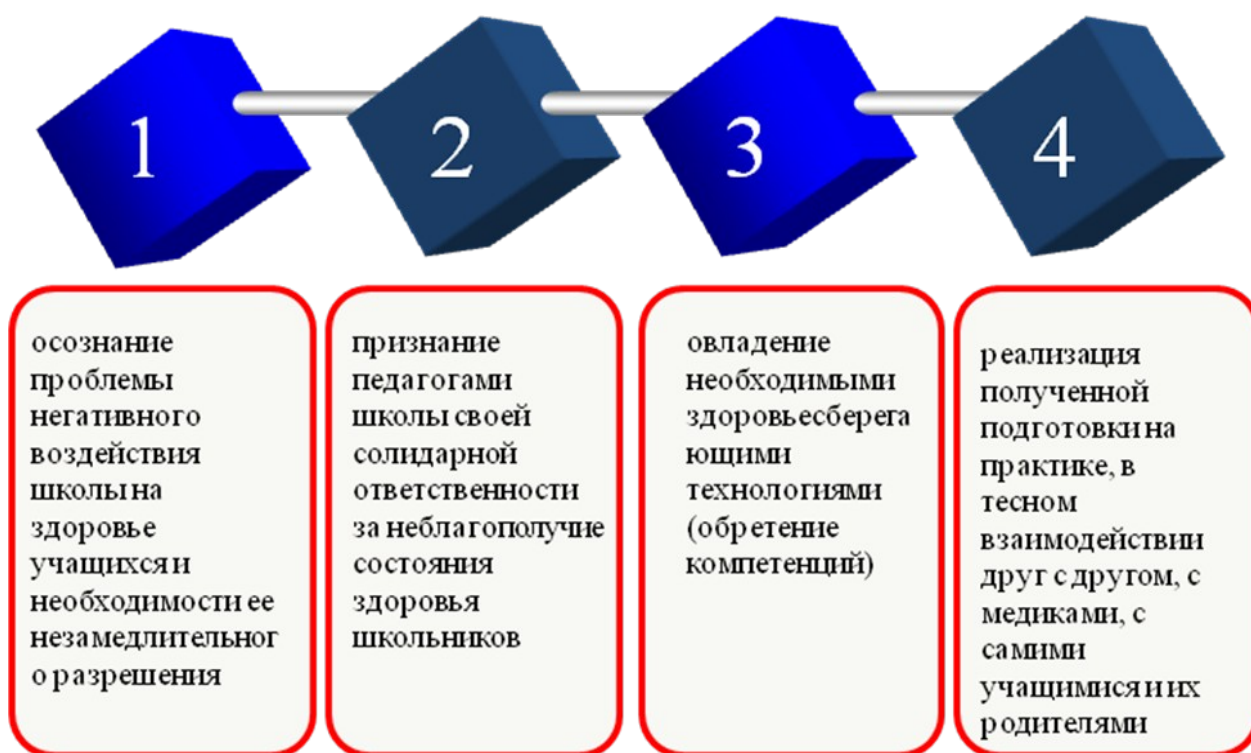 1
2
3
4
осознание
проблемы
негативного
воздействия
школы на
здоровье
учащихся и
необходимости ее
незамедлительног
о разрешения
признание
педагогами
школы своей
солидарной
ответственности
за неблагополучие
состояния
здоровья
школьников
овладение
необходимыми
здоровьесберега
ющими
технологиями
(обретение
компетенций)
реализация
полученной
подготовки на
практике, в
тесном
взаимодействии
друг с другом, с
медиками, с
самими
учащимися и их
родителями